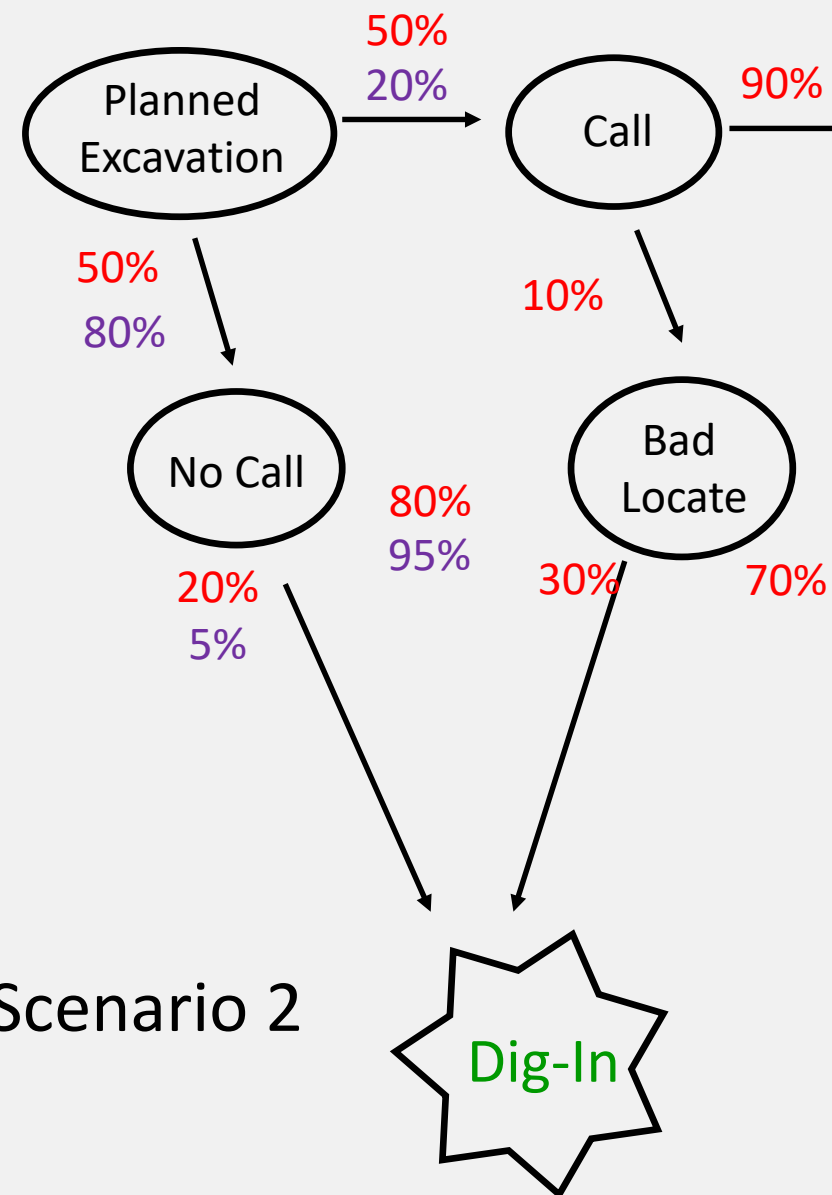 50%
20%
90%
Planned
Excavation
Call
50%
80%
10%
No Call
Bad
Locate
80%
95%
20%
5%
30%
70%
Scenario 2
Dig-In